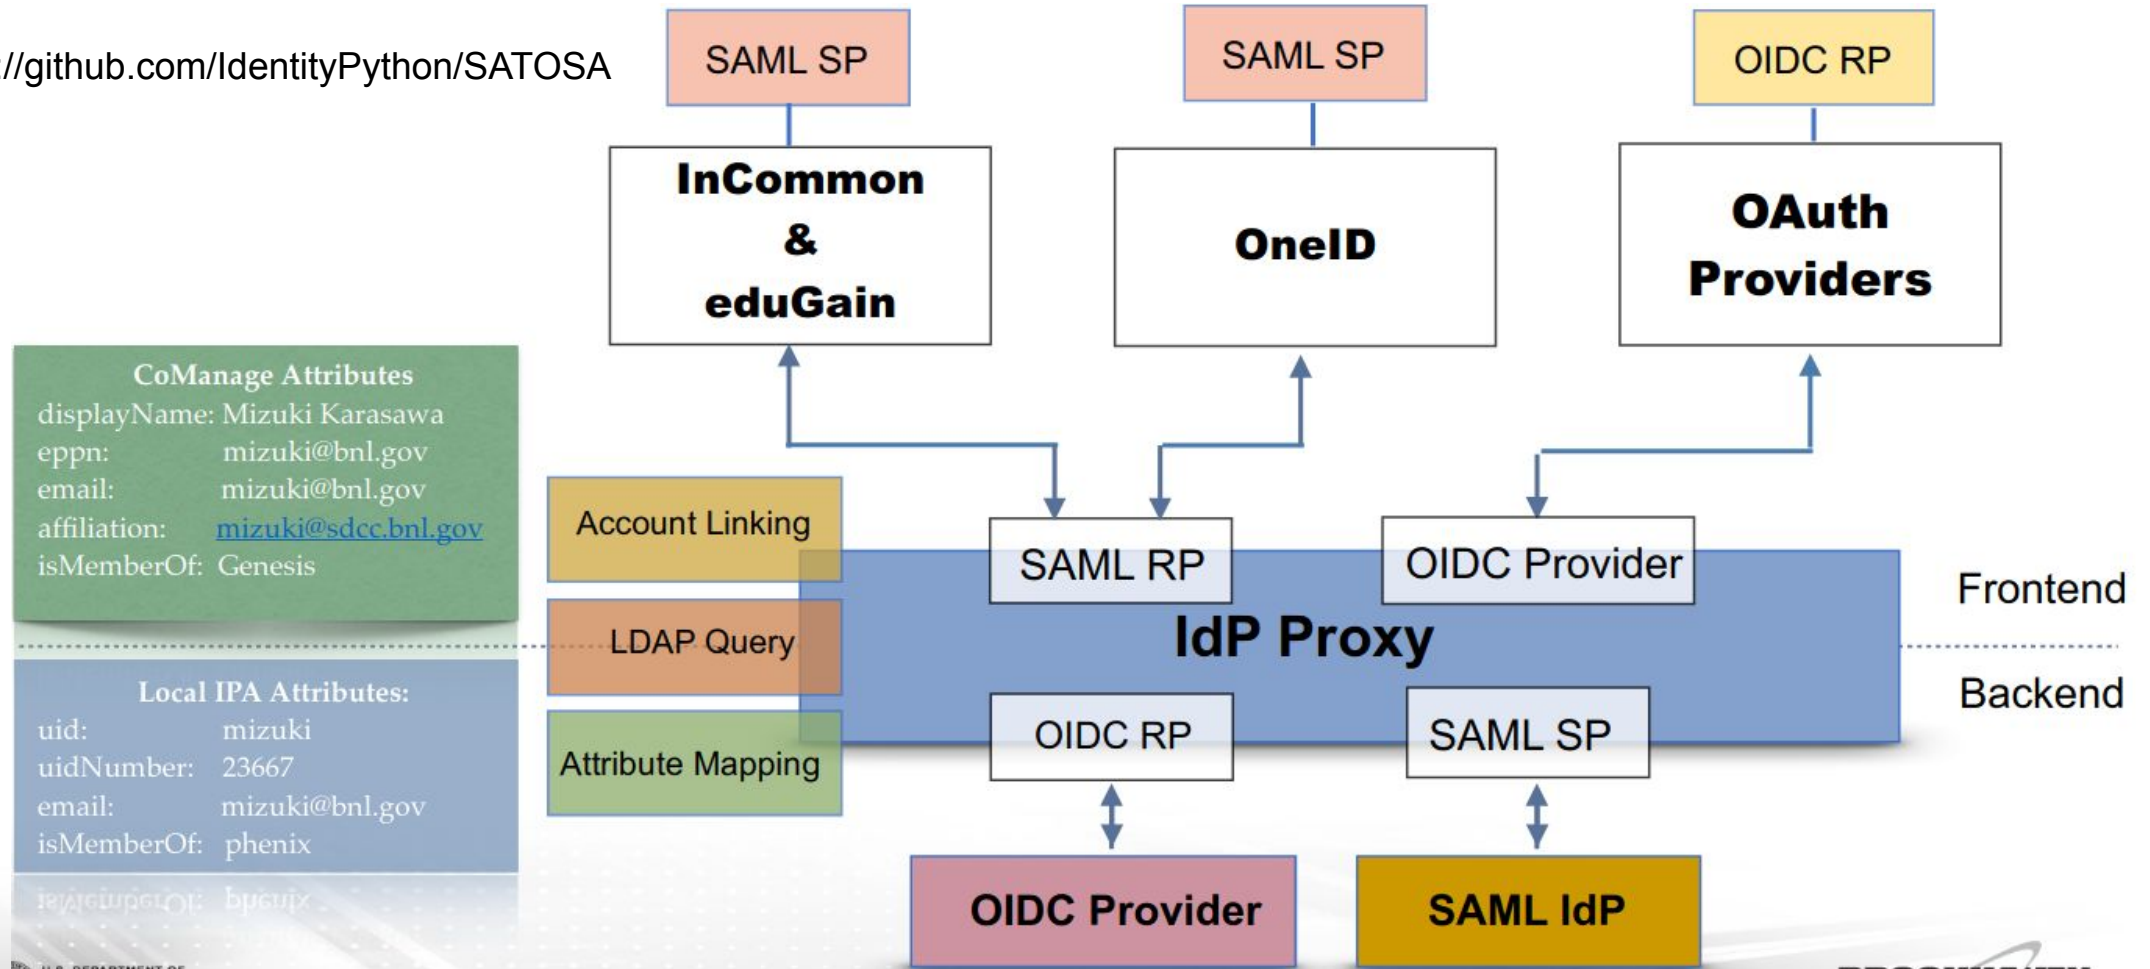 ://github.com/IdentityPython/SATOSA
SAML SP
SAML SP
OIDC RP
InCommon
&
eduGain
OneID
OAuth
Providers
CoManage Attributes
displayName: Mizuki Karasawa
eppn: mizuki@bnl.gov
email: mizuki@bnl.gov
affiliation: mizuki@sdcc.bnl.gov
isMemberOf: Genesis
Local IPA Attributes:
uid: mizuki
uidNumber: 23667
email: mizuki@bnl.gov
isMemberOf: phenix
Account Linking
LDAP Query
Attribute Mapping
SAML RP
OIDC Provider
IdP Proxy
OIDC RP
SAML SP
Frontend
Backend
OIDC Provider
SAML IdP
U.S. DEPARTMENT OF